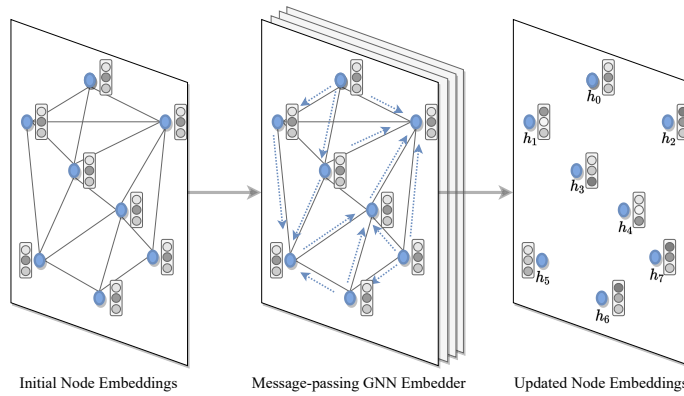 h₀
h₁
h₂
h₃
h₄
h₅
h₇
h₆
Initial Node Embeddings
Message-passing GNN Embedder
Updated Node Embeddings